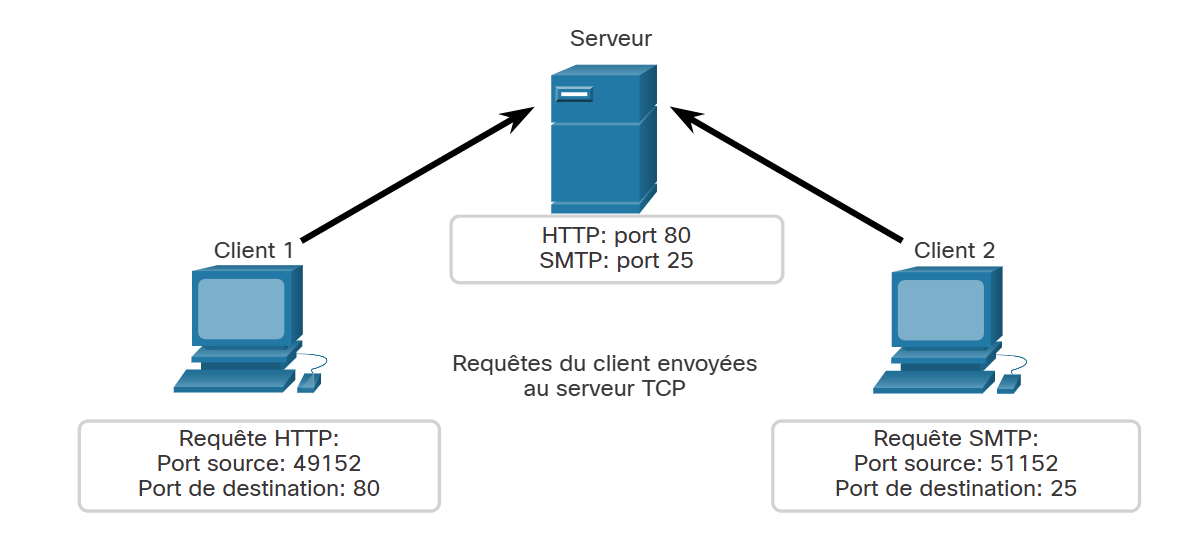 Serveur
HTTP: port 80
SMTP: port 25
Client 1
Client 2
Requêtes du client envoyées
au serveur TCP
Requête HTTP:
Port source: 49152
Port de destination: 80
Requête SMTP:
Port source: 51152
Port de destination: 25